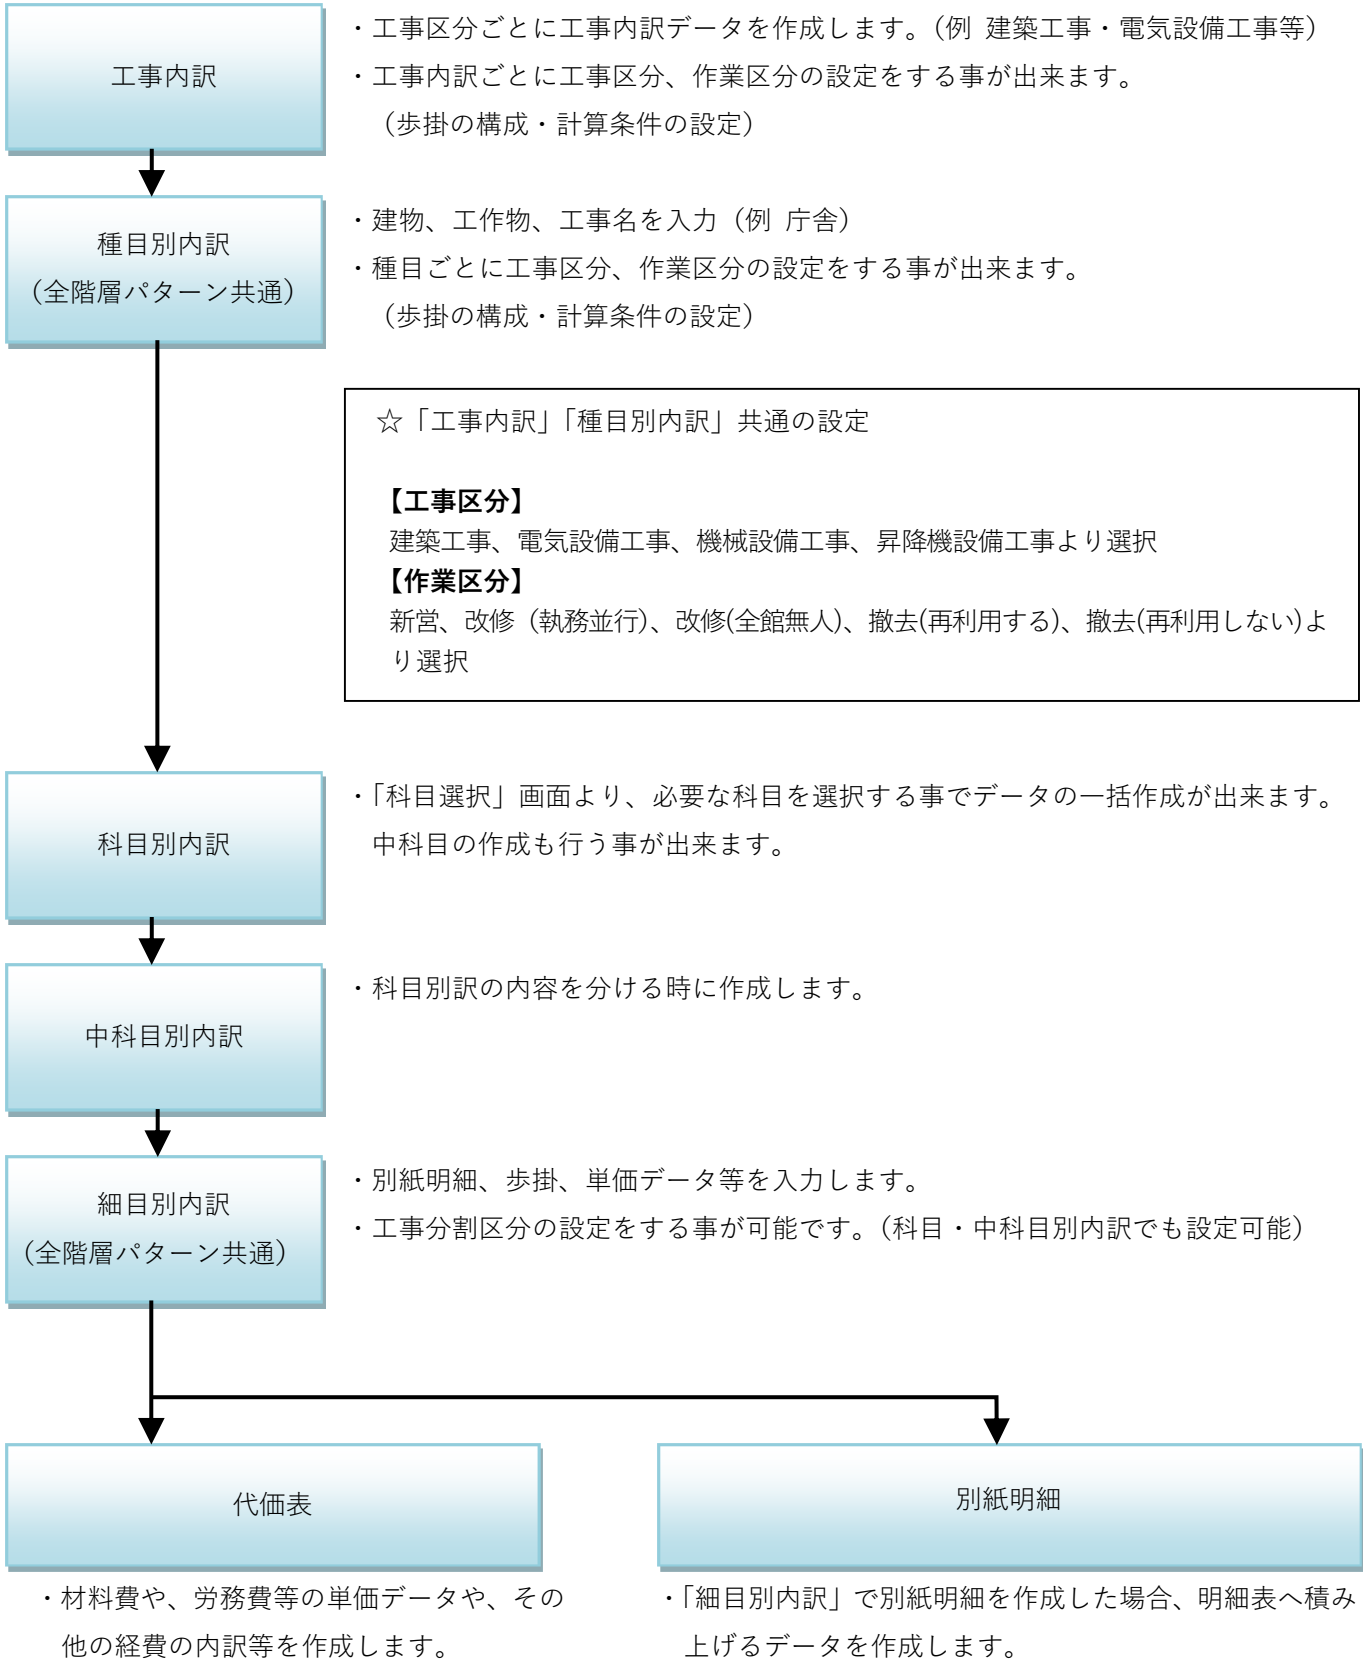 工事内訳
・工事区分ごとに工事内訳データを作成します。(例 建築工事・電気設備工事等)
・工事内訳ごとに工事区分、作業区分の設定をする事が出来ます。
(歩掛の構成・計算条件の設定)
種目別内訳
(全階層パターン共通)
・建物、工作物、工事名を入力 (例 庁舎)
・種目ごとに工事区分、作業区分の設定をする事が出来ます。
(歩掛の構成・計算条件の設定)
☆「工事内訳」「種目別内訳」共通の設定
【工事区分】
建築工事、電気設備工事、機械設備工事、昇降機設備工事より選択
【作業区分】
新営、改修 (執務並行)、改修(全館無人)、撤去(再利用する)、撤去(再利用しない)よ
り選択
科目別内訳
・「科目選択」画面より、必要な科目を選択する事でデータの一括作成が出来ます。
中科目の作成も行う事が出来ます。
中科目別内訳
・科目別訳の内容を分ける時に作成します。
細目別内訳
(全階層パターン共通)
・別紙明細、歩掛、単価データ等を入力します。
・工事分割区分の設定をする事が可能です。(科目・中科目別内訳でも設定可能)
代価表
・材料費や、労務費等の単価データや、その
他の経費の内訳等を作成します。
別紙明細
・「細目別内訳」で別紙明細を作成した場合、明細表へ積み
上げるデータを作成します。